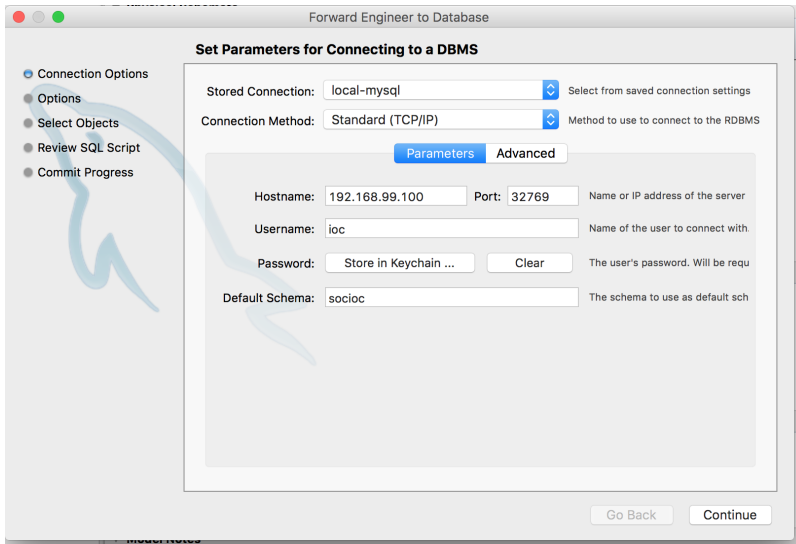 Forward Engineer to Database
Set Parameters for Connecting to a DBMS
Connection Options
Options
Select Objects
Review SQL Script
Commit Progress
Stored Connection: local-mysql Select from saved connection settings
Connection Method: Standard (TCP/IP) Method to use to connect to the RDBMS
Parameters Advanced
Hostname: 192.168.99.100 Port: 32769 Name or IP address of the server
Username: ioc Name of the user to connect with.
Password: Store in Keychain ... Clear The user's password. Will be requ
Default Schema: socioc The schema to use as default sch
Go Back Continue
Model Notes